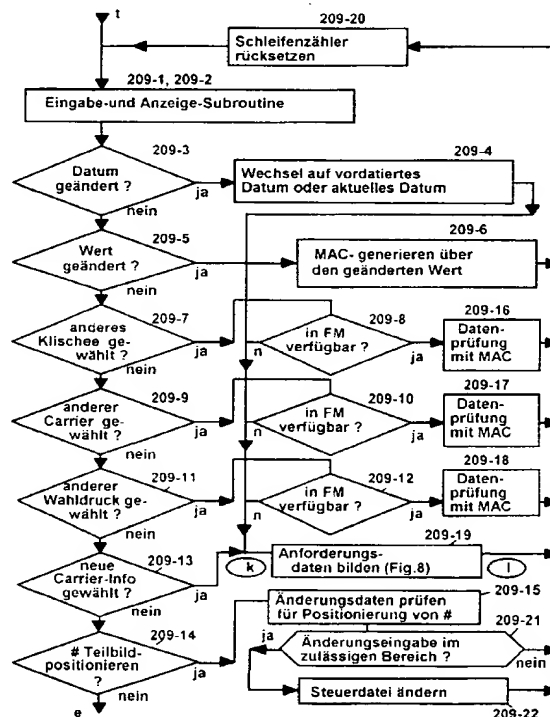 t
209-20
Schleifenzähler
rücksetzen
209-1, 209-2
Eingabe-und Anzeige-Subroutine
209-3
209-4
Datum
geändert ?
ja
nein
Wechsel auf vordatiertes
Datum oder aktuelles Datum
209-5
209-6
Wert
geändert ?
ja
nein
MAC- generieren über
den geänderten Wert
209-7
anderes
Klischee ge-
wählt ?
ja
nein
209-8
in FM
verfügbar ?
n
ja
209-16
Daten-
prüfung
mit MAC
209-9
anderer
Carrier ge-
wählt ?
ja
nein
209-10
in FM
verfügbar ?
n
ja
209-17
Daten-
prüfung
mit MAC
209-11
anderer
Wahldruck ge-
wählt ?
ja
nein
209-12
in FM
verfügbar ?
n
ja
209-18
Daten-
prüfung
mit MAC
209-13
neue
Carrier-Info
gewählt ?
ja
nein
k
209-19
Anforderungs-
daten bilden (Fig.8)
l
209-14
# Teilbild-
positionieren
?
ja
nein
e
209-15
Änderungsdaten prüfen
für Positionierung von #
209-21
ja
Änderungseingabe im
zulässigen Bereich ?
nein
Steuerdatei ändern
209-22